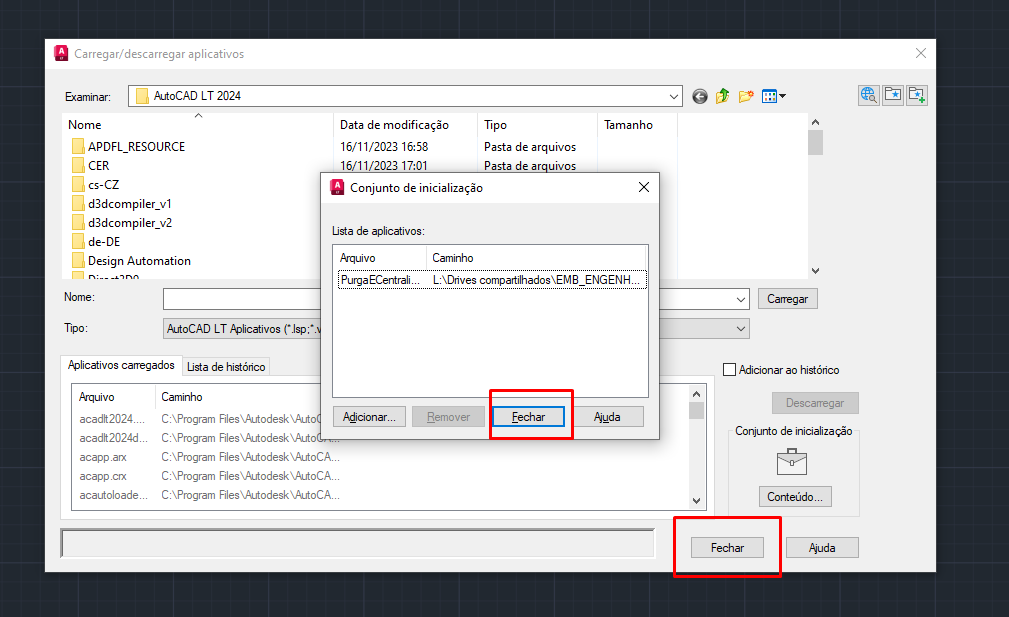 Carregar/descarregar aplicativos
Examinar: AutoCAD LT 2024
Nome Data de modificação Tipo Tamanho
APDFL_RESOURCE 16/11/2023 16:58 Pasta de arquivos
CER 16/11/2023 17:01 Pasta de arquivos
cs-CZ
d3dcompiler_v1
d3dcompiler_v2
de-DE
Design Automation
Nome: Carregar
Tipo: AutoCAD LT Aplicativos (*.lsp;*.v
Conjunto de inicialização
Lista de aplicativos:
Arquivo Caminho
PurgaECentrali... L:\Drives compartilhados\EMB_ENGENH...
Adicionar... Remover Fechar Ajuda
Aplicativos carregados Lista de histórico
Arquivo Caminho
acadlt2024.... C:\Program Files\Autodesk\AutoC
acadlt2024d... C:\Program Files\Autodesk\AutoCA...
acapp.arx C:\Program Files\Autodesk\AutoCA...
acapp.crx C:\Program Files\Autodesk\AutoCA...
acautoloade... C:\Program Files\Autodesk\AutoCA...
Adicionar ao histórico
Descarregar
Conjunto de inicialização
Conteúdo...
Fechar Ajuda